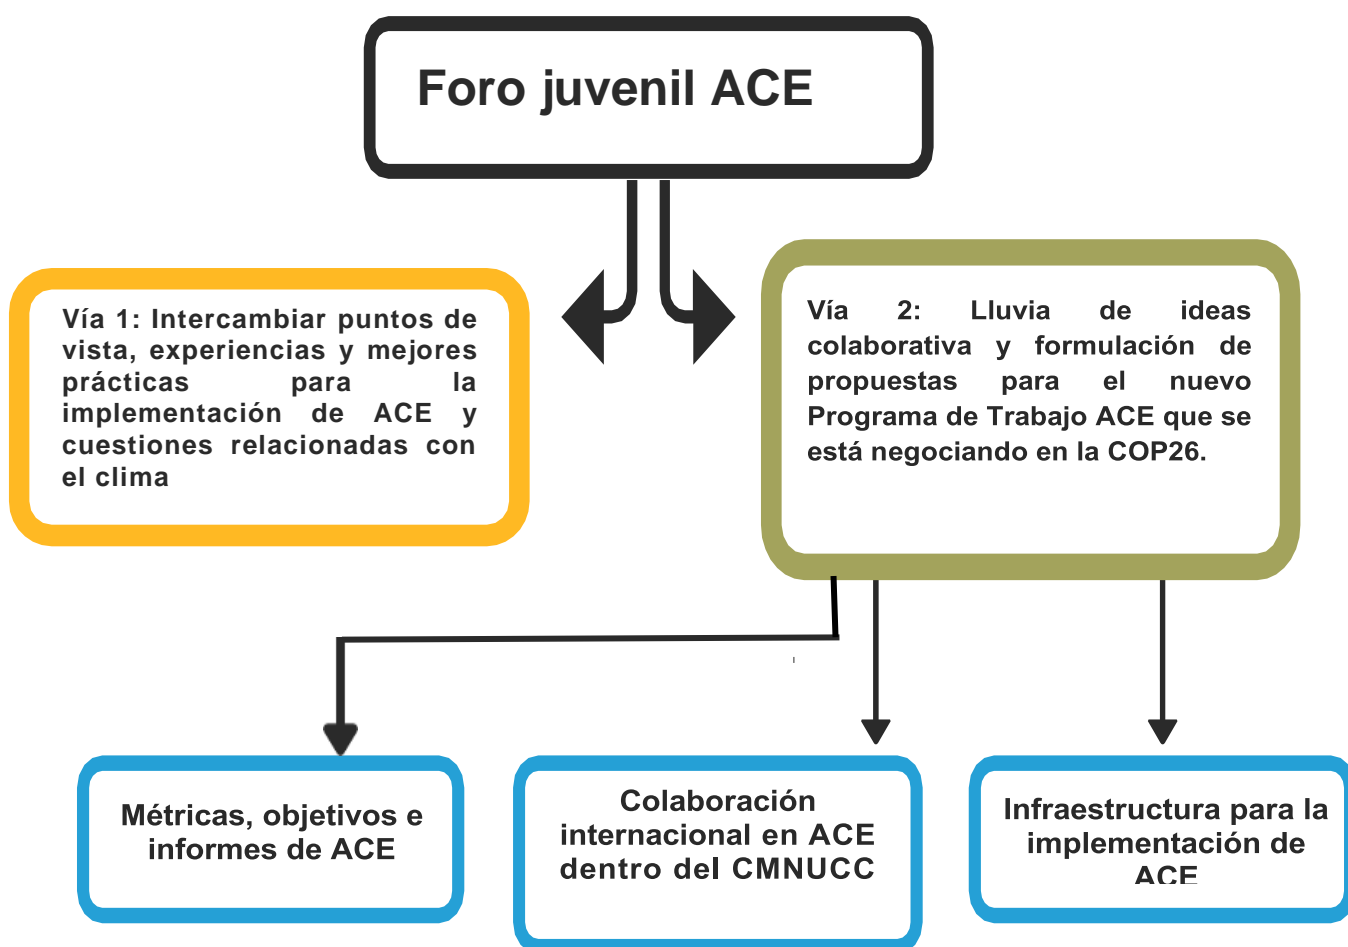 Foro juvenil ACE
Vía 1: Intercambiar puntos de
vista, experiencias y mejores
prácticas para la
implementación de ACE y
cuestiones relacionadas con
el clima
Vía 2: Lluvia de ideas
colaborativa y formulación de
propuestas para el nuevo
Programa de Trabajo ACE que se
está negociando en la COP26.
Métricas, objetivos e
informes de ACE
Colaboración
internacional en ACE
dentro del CMNUCC
Infraestructura para la
implementación de
ACE